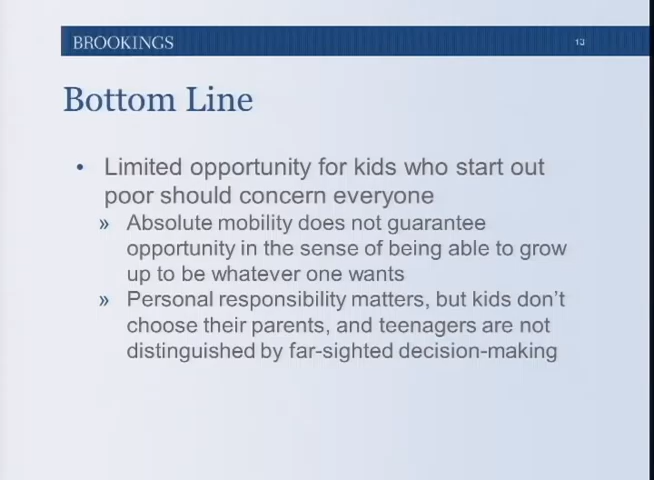 BROOKINGS
13
Bottom Line
• Limited opportunity for kids who start out
poor should concern everyone
» Absolute mobility does not guarantee
opportunity in the sense of being able to grow
up to be whatever one wants
» Personal responsibility matters, but kids don't
choose their parents, and teenagers are not
distinguished by far-sighted decision-making